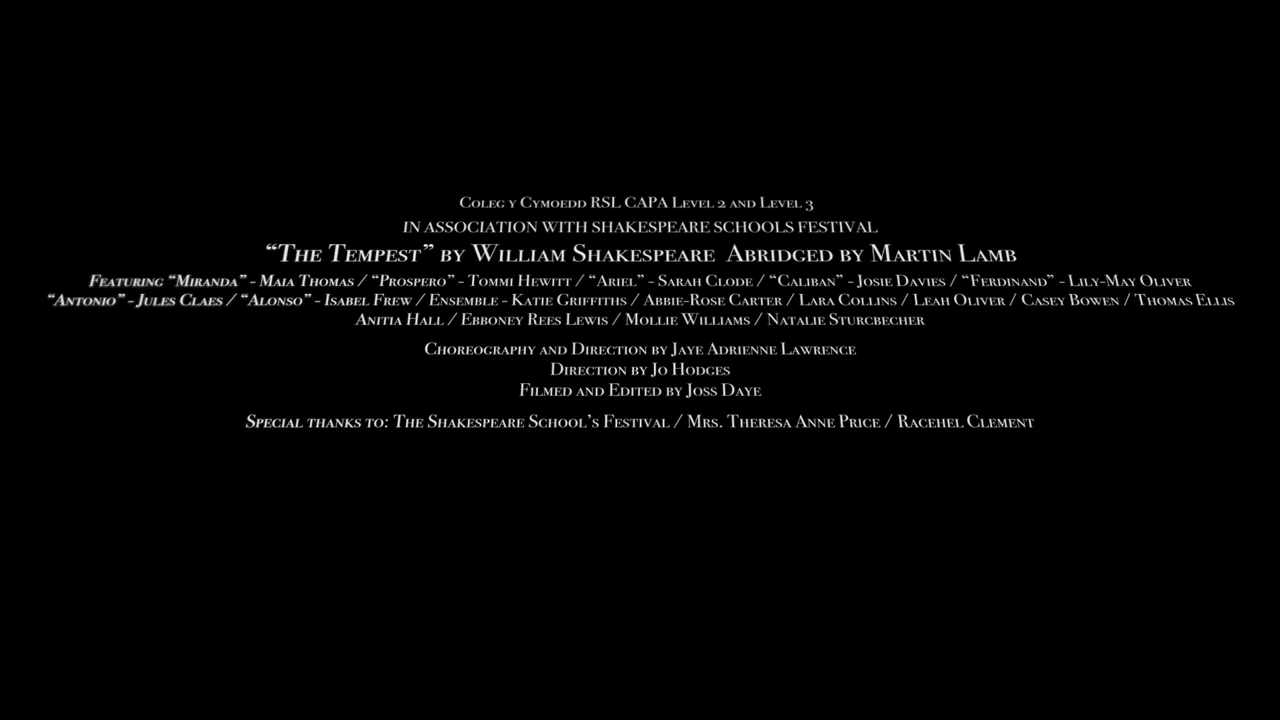 Coleg y Cymoedd RSL CAPA Level 2 and Level 3
IN ASSOCIATION WITH SHAKESPEARE SCHOOLS FESTIVAL
“The Tempest” by William Shakespeare Abridged by Martin Lamb
Featuring “Miranda” - Maia Thomas / “Prospero” - Tommi Hewitt / “Ariel” - Sarah Clode / “Caliban” - Josie Davies / “Ferdinand” - Lily-May Oliver
“Antonio” - Jules Claes / “Alonso” - Isabel Frew / Ensemble - Katie Griffiths / Abbie-Rose Carter / Lara Collins / Leah Oliver / Casey Bowen / Thomas Ellis
Anitia Hall / Ebboney Rees Lewis / Mollie Williams / Natalie Sturcbecher
Choreography and Direction by Jaye Adrienne Lawrence
Direction by Jo Hodges
Filmed and Edited by Joss Daye
Special thanks to: The Shakespeare School’s Festival / Mrs. Theresa Anne Price / Racehel Clement